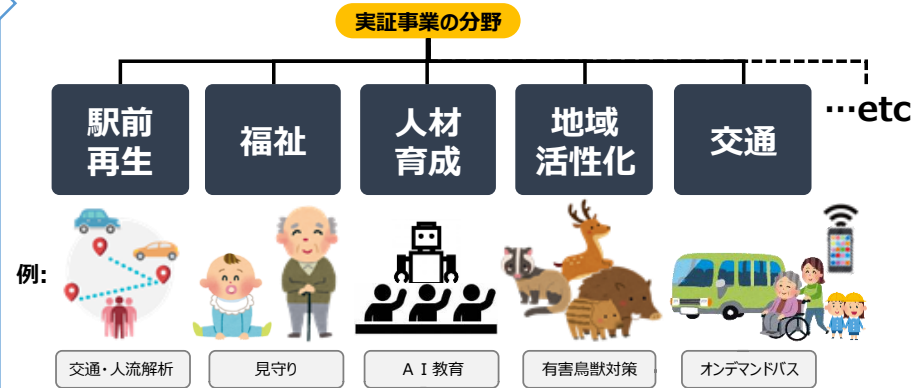 実証事業の分野
駅前
再生
福祉
人材
育成
地域
活性化
交通
…etc
例:
交通・人流解析
見守り
ＡＩ教育
有害鳥獣対策
オンデマンドバス